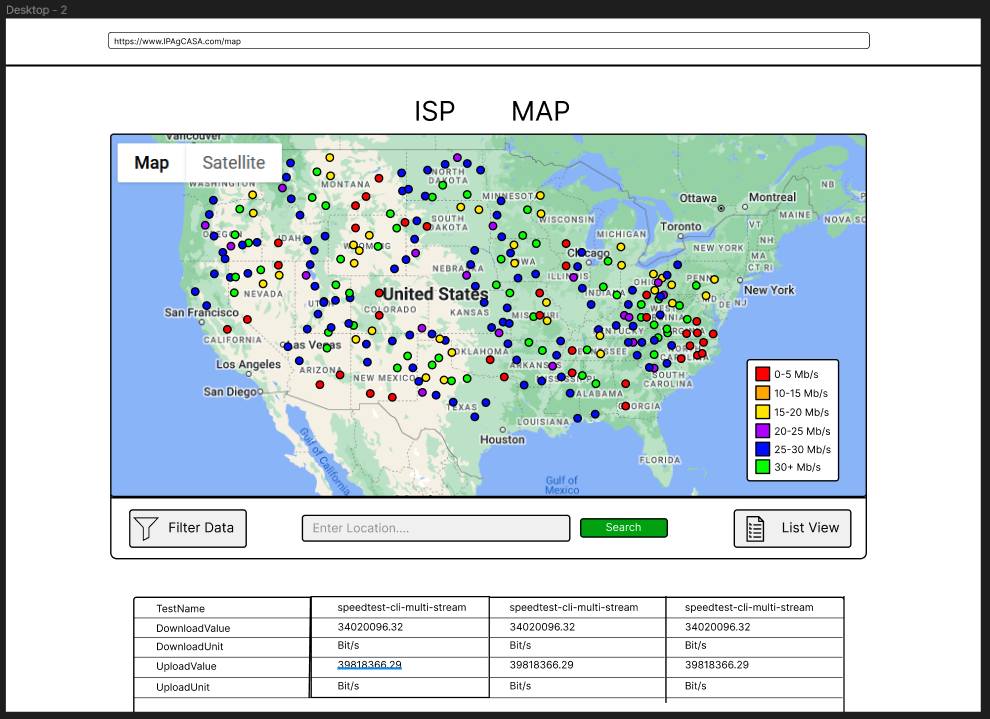 Desktop - 2
https://www.IPAgCASA.com/map
ISP MAP
Vancouver
Map Satellite
WASHINGTON
MONTANA
NORTH
DAKOTA
MINNESOTA
Ottawa
Montreal
NB
MAINE
NOVA SC
OREGON
IDAHO
SOUTH
DAKOTA
WISCONSIN
MICHIGAN
Toronto
VT
NH
NEW YORK
MA
CT RI
WYOMING
Chicago
IOWA
NEBRASKA
ILLINOIS
INDIANA
OHIO
PENN
New York
NEVADA
United States
DE NJ
San Francisco
UTAH
COLORADO
KANSAS
MISSOURI
WEST
VIRGINIA
CALIFORNIA
Las Vegas
KENTUCKY
Los Angeles
ARIZONA
NEW MEXICO
OKLAHOMA
ARKANSAS
MISSISSIPPI
SOUTH
CAROLINA
San Diego
TEXAS
ALABAMA
GEORGIA
LOUISIANA
Houston
FLORIDA
Gulf of California
Gulf of
Mexico
0-5 Mb/s
10-15 Mb/s
15-20 Mb/s
20-25 Mb/s
25-30 Mb/s
30+ Mb/s
Filter Data
Enter Location....
Search
List View
TestName speedtest-cli-multi-stream speedtest-cli-multi-stream speedtest-cli-multi-stream
DownloadValue 34020096.32 34020096.32 34020096.32
DownloadUnit Bit/s Bit/s Bit/s
UploadValue 39818366.29 39818366.29 39818366.29
UploadUnit Bit/s Bit/s Bit/s